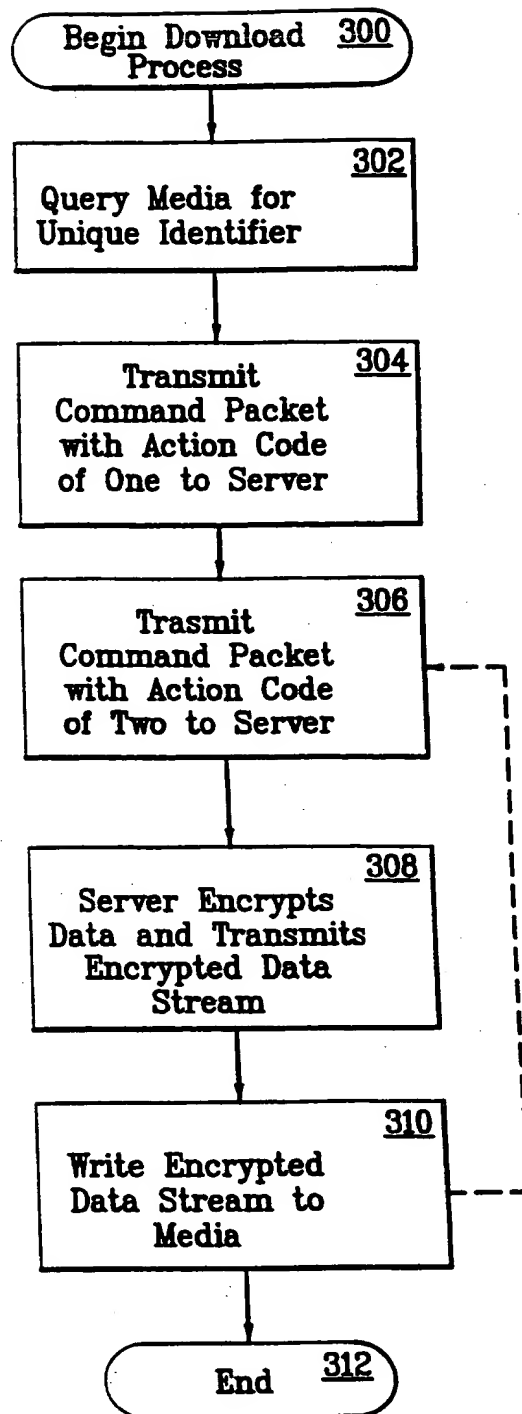 Begin Download 300
Process
302
Query Media for
Unique Identifier
304
Transmit
Command Packet
with Action Code
of One to Server
306
Trasmit
Command Packet
with Action Code
of Two to Server
308
Server Encrypts
Data and Transmits
Encrypted Data
Stream
310
Write Encrypted
Data Stream to
Media
End 312